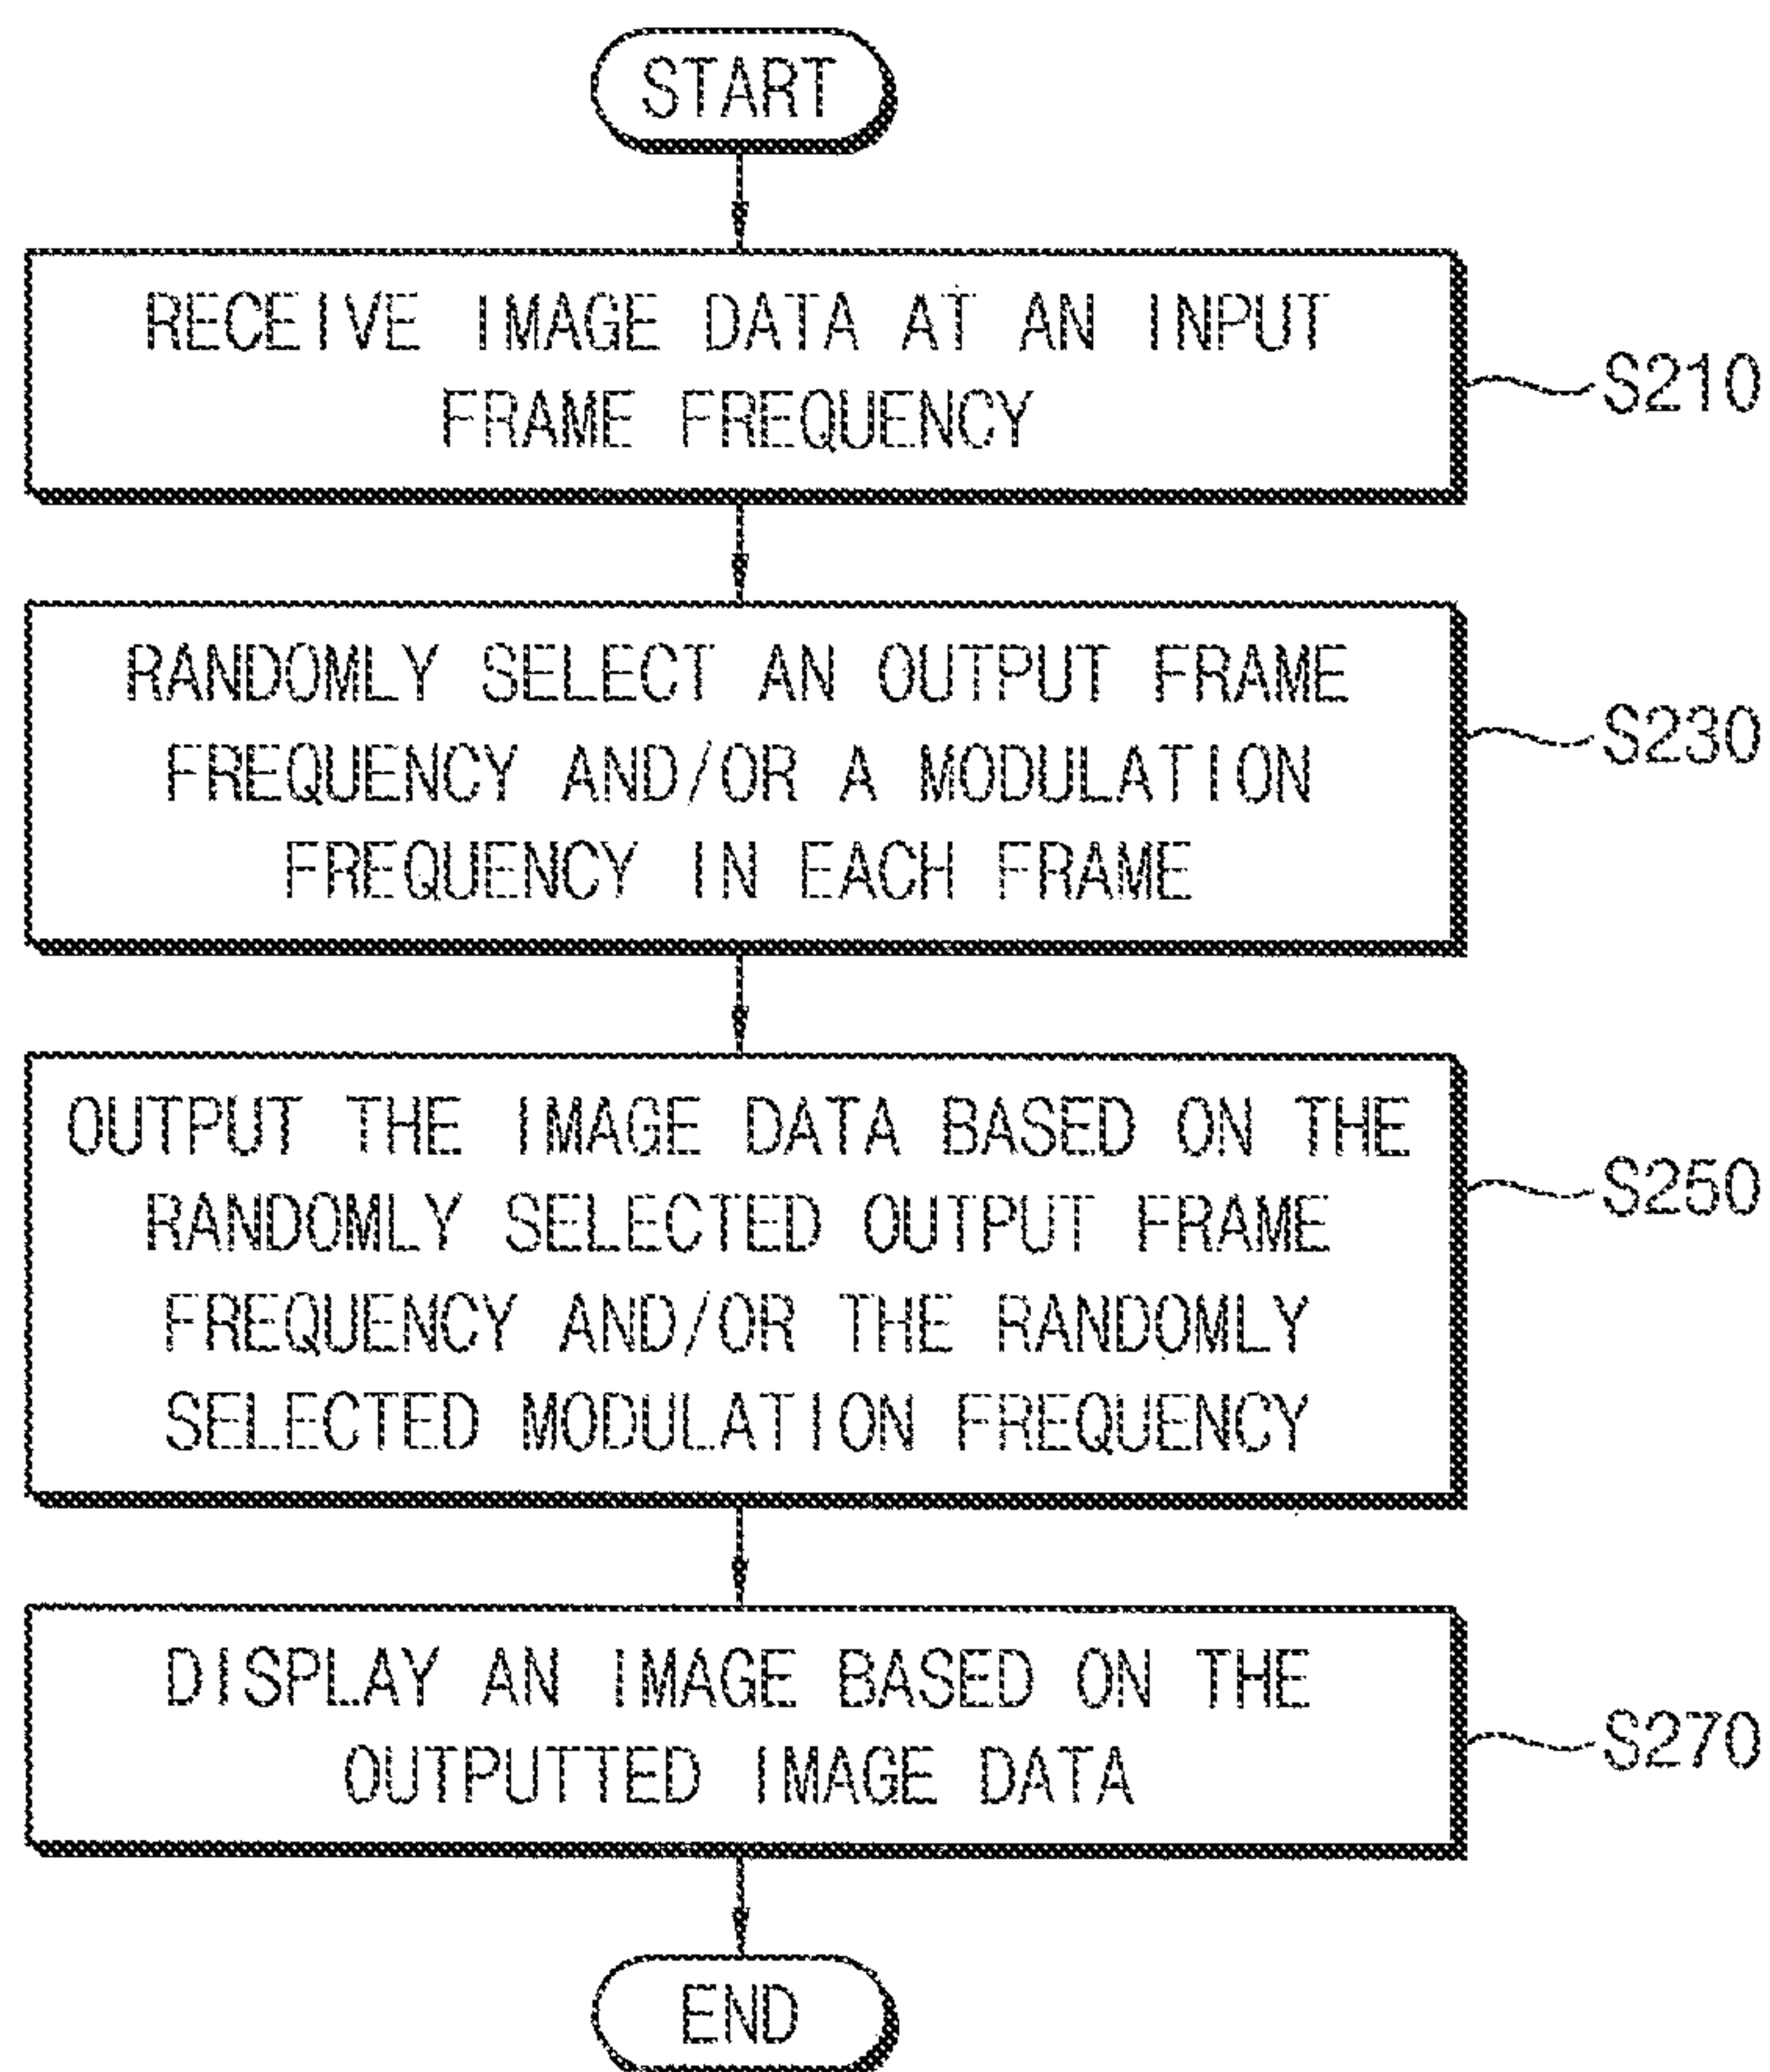 START
RECEIVE IMAGE DATA AT AN INPUT
FRAME FREQUENCY
S210
RANDOMLY SELECT AN OUTPUT FRAME
FREQUENCY AND/OR A MODULATION
FREQUENCY IN EACH FRAME
S230
OUTPUT THE IMAGE DATA BASED ON THE
RANDOMLY SELECTED OUTPUT FRAME
FREQUENCY AND/OR THE RANDOMLY
SELECTED MODULATION FREQUENCY
S250
DISPLAY AN IMAGE BASED ON THE
OUTPUTTED IMAGE DATA
S270
END